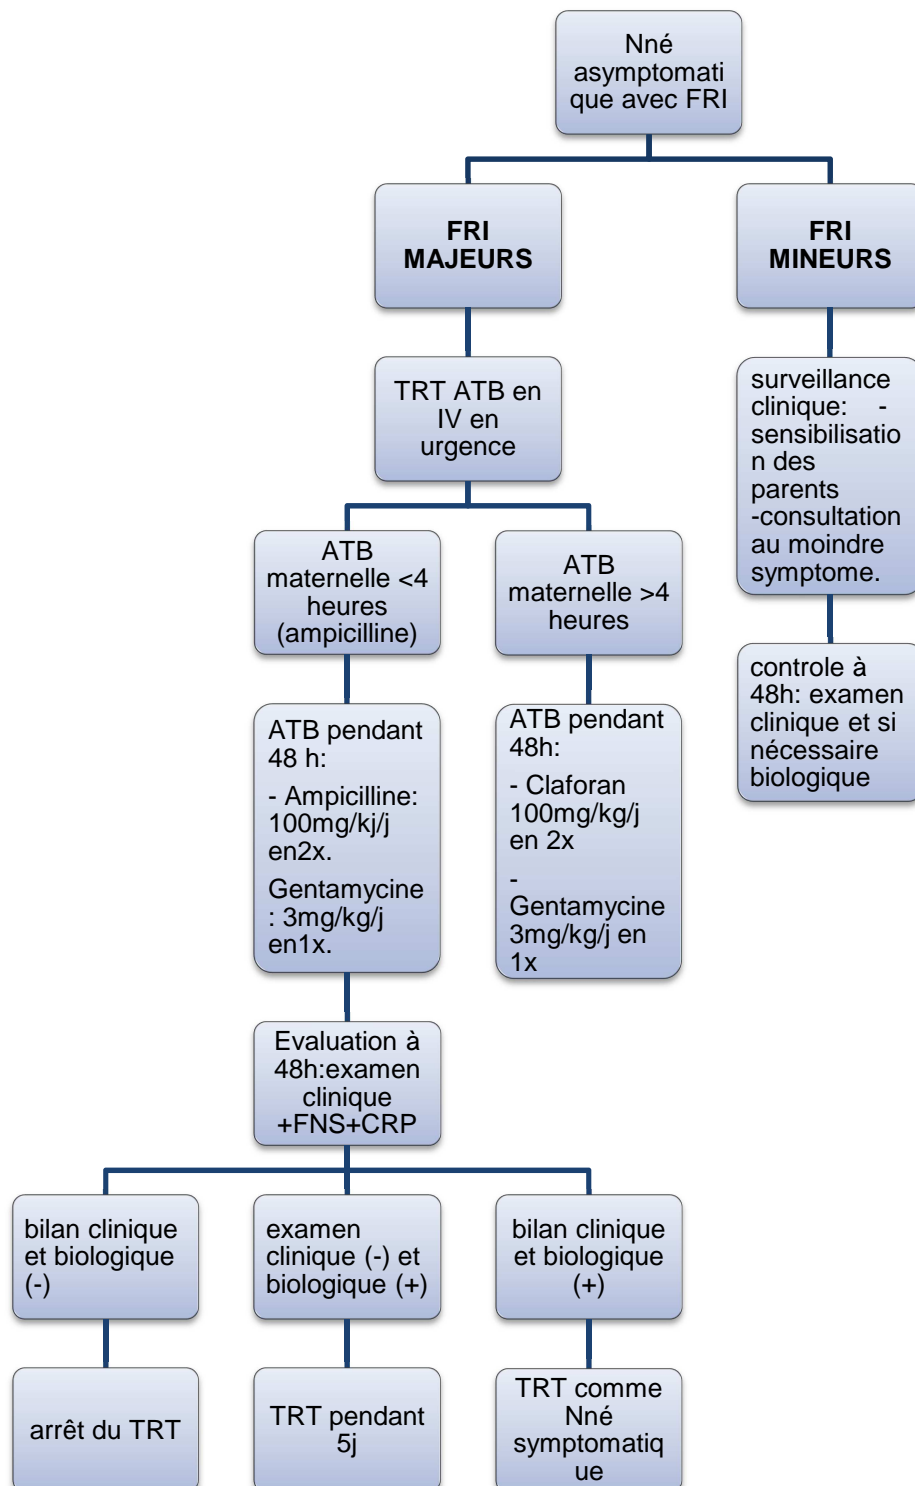 Nné
asymptomati
que avec FRI
FRI
MAJEURS
FRI
MINEURS
TRT ATB en
IV en
urgence
surveillance
clinique: -
sensibilisatio
n des
parents
-consultation
au moindre
symptome.
ATB
maternelle <4
heures
(ampicilline)
ATB
maternelle >4
heures
controle à
48h: examen
clinique et si
nécessaire
biologique
ATB pendant
48 h:
- Ampicilline:
100mg/kj/j
en2x.
Gentamycine
: 3mg/kg/j
en1x.
ATB pendant
48h:
- Claforan
100mg/kg/j
en 2x
-
Gentamycine
3mg/kg/j en
1x
Evaluation à
48h:examen
clinique
+FNS+CRP
bilan clinique
et biologique
(-)
examen
clinique (-) et
biologique (+)
bilan clinique
et biologique
(+)
arrêt du TRT
TRT pendant
5j
TRT comme
Nné
symptomatiq
ue